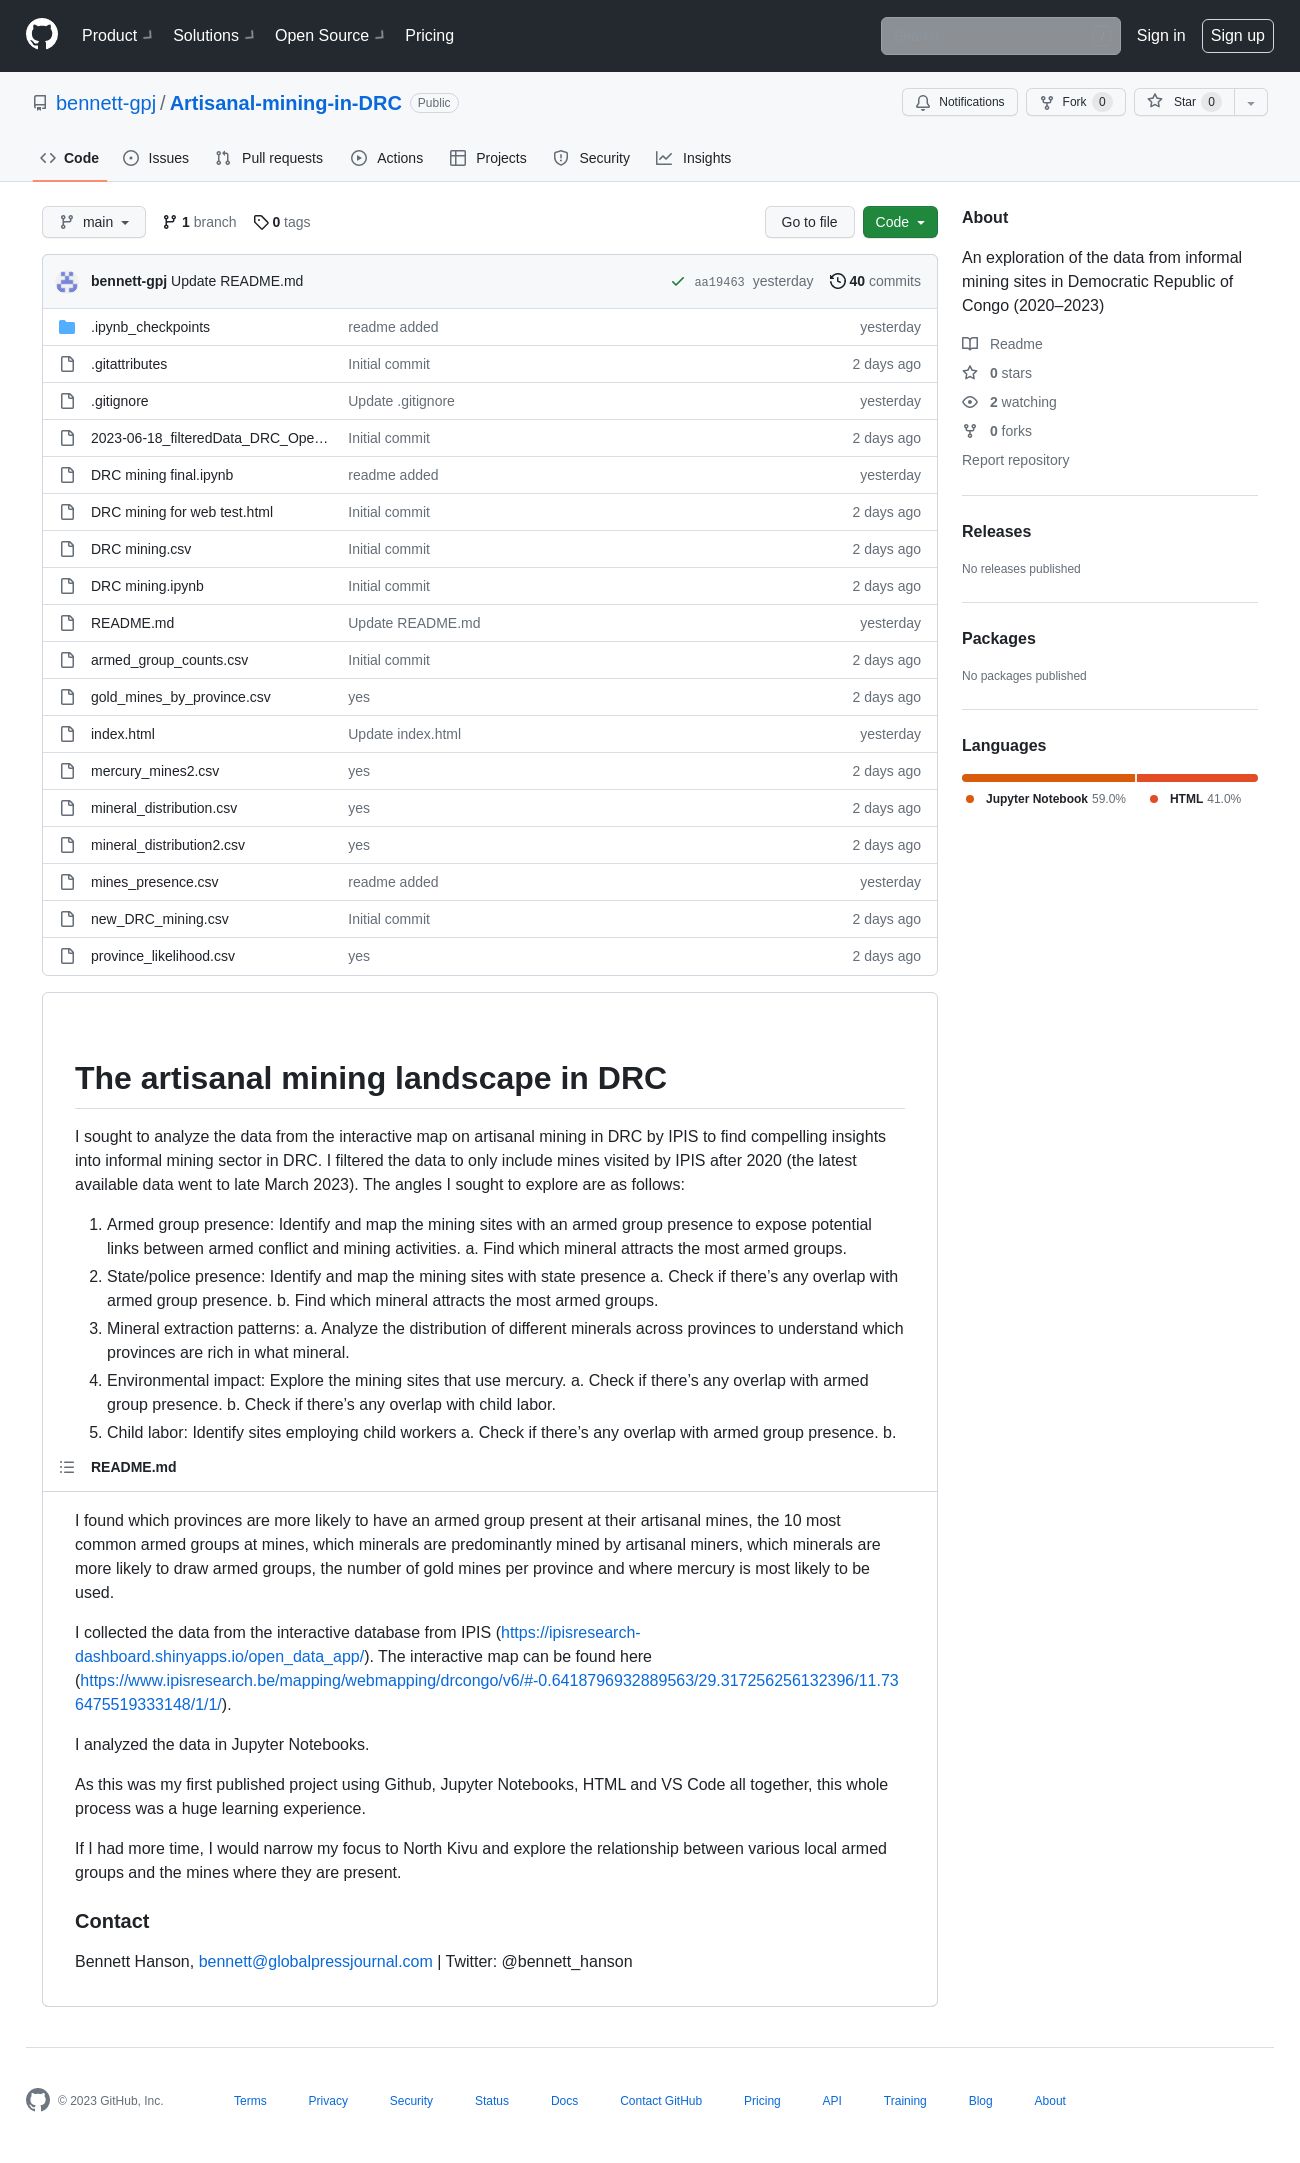 Product Solutions Open Source Pricing Sign in Sign up
bennett-gpj / Artisanal-mining-in-DRC Public Notifications Fork 0 Star 0
Code Issues Pull requests Actions Projects Security Insights
main 1 branch 0 tags Go to file Code
bennett-gpj Update README.md aa19463 yesterday 40 commits
.ipynb_checkpoints readme added yesterday
.gitattributes Initial commit 2 days ago
.gitignore Update .gitignore yesterday
2023-06-18_filteredData_DRC_Ope… Initial commit 2 days ago
DRC mining final.ipynb readme added yesterday
DRC mining for web test.html Initial commit 2 days ago
DRC mining.csv Initial commit 2 days ago
DRC mining.ipynb Initial commit 2 days ago
README.md Update README.md yesterday
armed_group_counts.csv Initial commit 2 days ago
gold_mines_by_province.csv yes 2 days ago
index.html Update index.html yesterday
mercury_mines2.csv yes 2 days ago
mineral_distribution.csv yes 2 days ago
mineral_distribution2.csv yes 2 days ago
mines_presence.csv readme added yesterday
new_DRC_mining.csv Initial commit 2 days ago
province_likelihood.csv yes 2 days ago
The artisanal mining landscape in DRC
I sought to analyze the data from the interactive map on artisanal mining in DRC by IPIS to find compelling insights
into informal mining sector in DRC. I filtered the data to only include mines visited by IPIS after 2020 (the latest
available data went to late March 2023). The angles I sought to explore are as follows:
1. Armed group presence: Identify and map the mining sites with an armed group presence to expose potential
links between armed conflict and mining activities. a. Find which mineral attracts the most armed groups.
2. State/police presence: Identify and map the mining sites with state presence a. Check if there’s any overlap with
armed group presence. b. Find which mineral attracts the most armed groups.
3. Mineral extraction patterns: a. Analyze the distribution of different minerals across provinces to understand which
provinces are rich in what mineral.
4. Environmental impact: Explore the mining sites that use mercury. a. Check if there’s any overlap with armed
group presence. b. Check if there’s any overlap with child labor.
5. Child labor: Identify sites employing child workers a. Check if there’s any overlap with armed group presence. b.
README.md
I found which provinces are more likely to have an armed group present at their artisanal mines, the 10 most
common armed groups at mines, which minerals are predominantly mined by artisanal miners, which minerals are
more likely to draw armed groups, the number of gold mines per province and where mercury is most likely to be
used.
I collected the data from the interactive database from IPIS (https://ipisresearch-
dashboard.shinyapps.io/open_data_app/). The interactive map can be found here
(https://www.ipisresearch.be/mapping/webmapping/drcongo/v6/#-0.6418796932889563/29.317256256132396/11.73
6475519333148/1/1/).
I analyzed the data in Jupyter Notebooks.
As this was my first published project using Github, Jupyter Notebooks, HTML and VS Code all together, this whole
process was a huge learning experience.
If I had more time, I would narrow my focus to North Kivu and explore the relationship between various local armed
groups and the mines where they are present.
Contact
Bennett Hanson, bennett@globalpressjournal.com | Twitter: @bennett_hanson
About
An exploration of the data from informal
mining sites in Democratic Republic of
Congo (2020–2023)
Readme
0 stars
2 watching
0 forks
Report repository
Releases
No releases published
Packages
No packages published
Languages
Jupyter Notebook 59.0% HTML 41.0%
© 2023 GitHub, Inc. Terms Privacy Security Status Docs Contact GitHub Pricing API Training Blog About